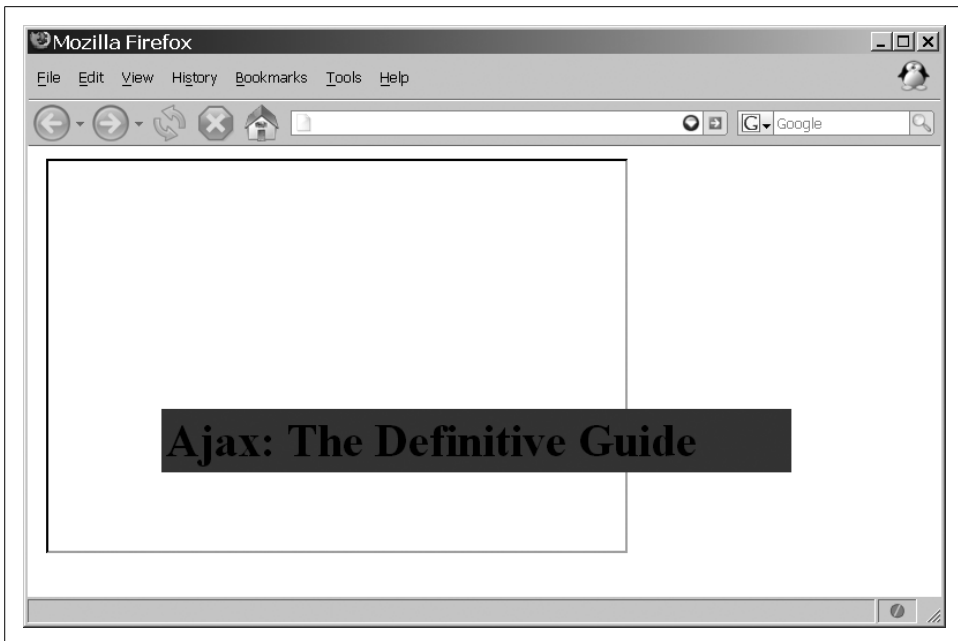 Mozilla Firefox
File Edit View History Bookmarks Tools Help
G Google
Ajax: The Definitive Guide